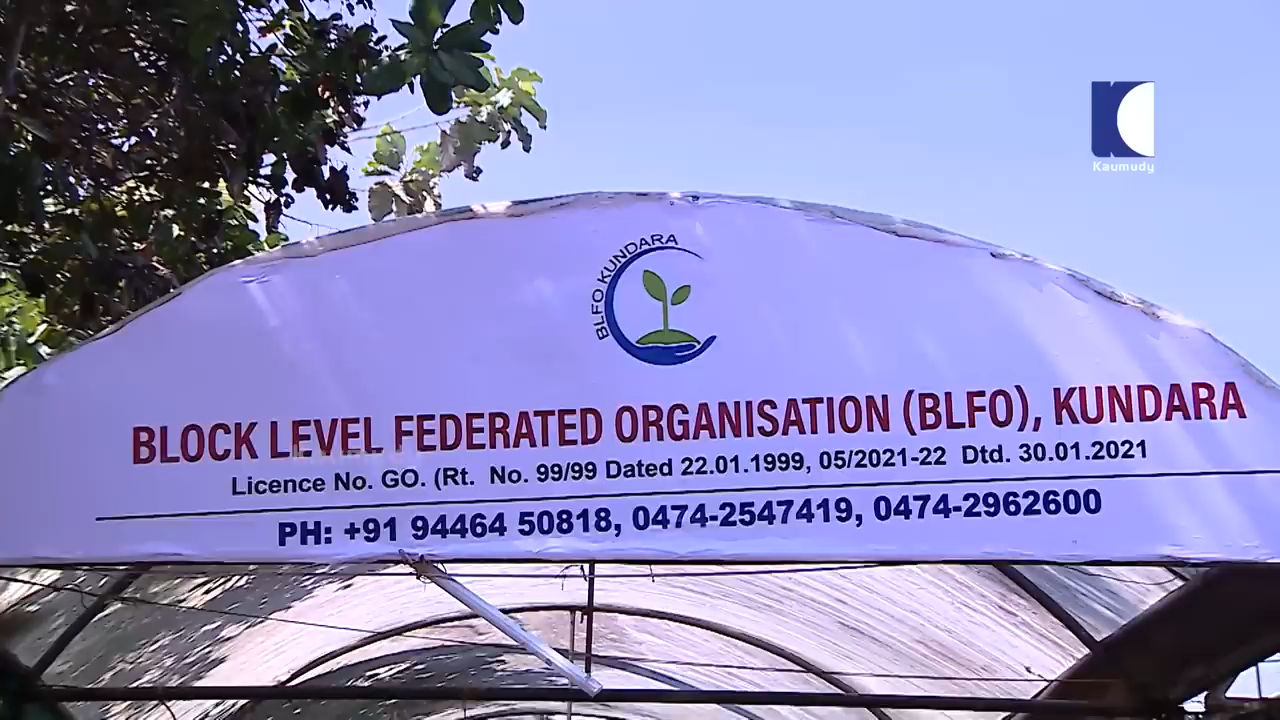 Kaumudy
BLFO KUNDARA
BLOCK LEVEL FEDERATED ORGANISATION (BLFO), KUNDARA
Licence No. GO. (Rt. No. 99/99 Dated 22.01.1999, 05/2021-22 Dtd. 30.01.2021
PH: +91 94464 50818, 0474-2547419, 0474-2962600